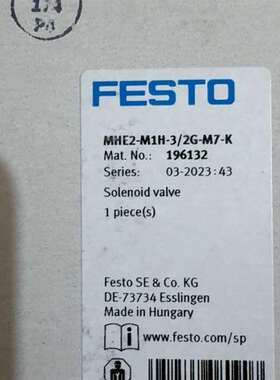 FESTO
MHE2-M1H-3/2G-M7-K
Mat. No.: 196132
Series: 03-2023:43
Solenoid valve
1 piece(s)
Festo SE & Co. KG
DE-73734 Esslingen
Made in Hungary
www.festo.com/sp